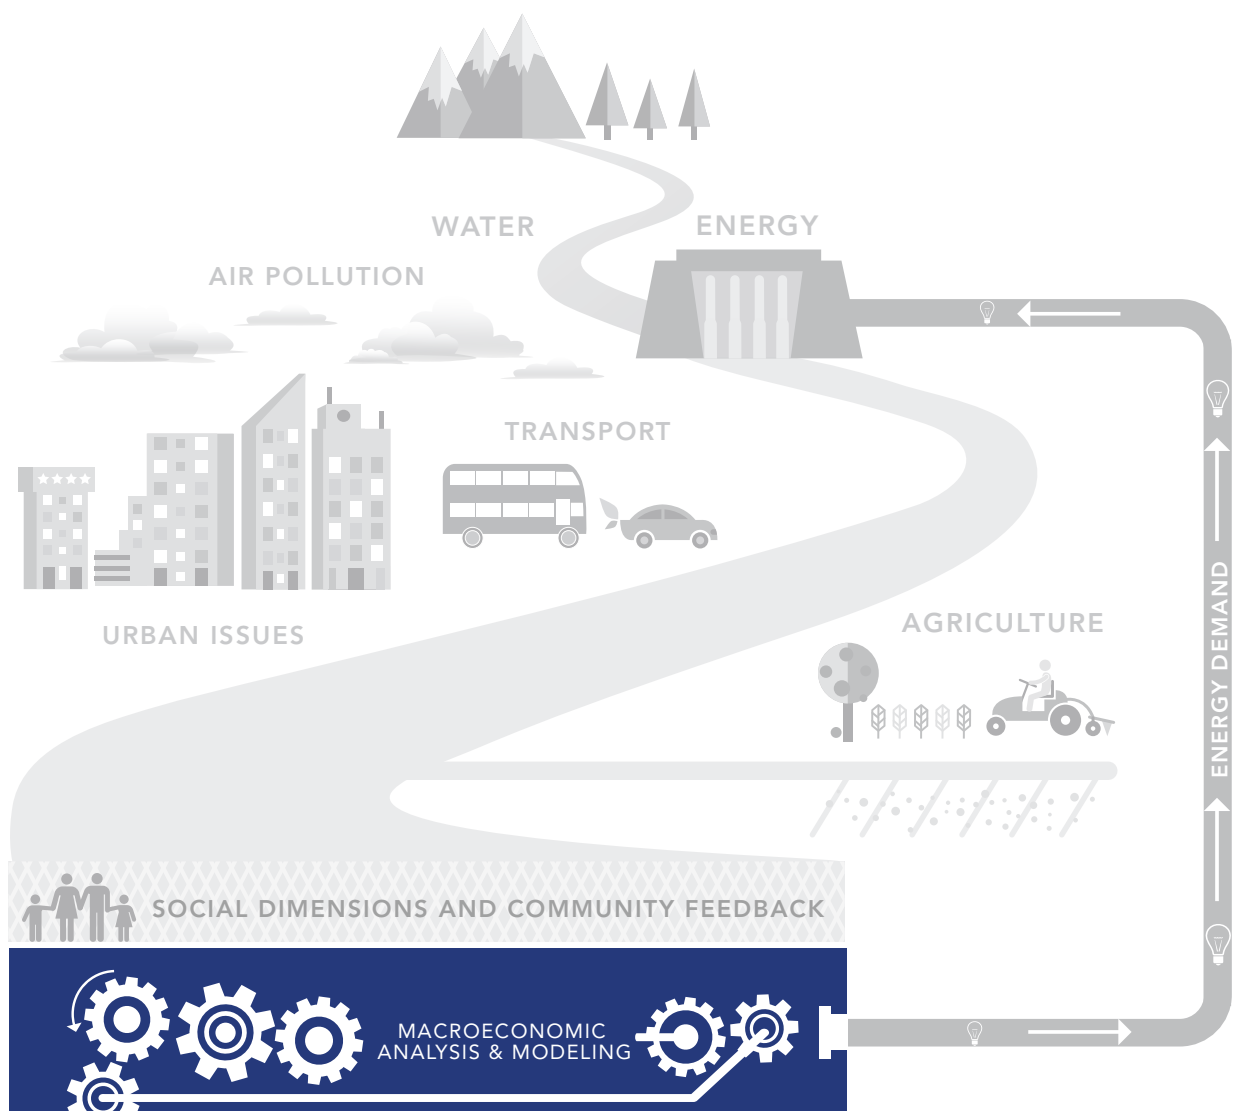 WATER
ENERGY
AIR POLLUTION
TRANSPORT
URBAN ISSUES
AGRICULTURE
ENERGY DEMAND
SOCIAL DIMENSIONS AND COMMUNITY FEEDBACK
MACROECONOMIC
ANALYSIS & MODELING